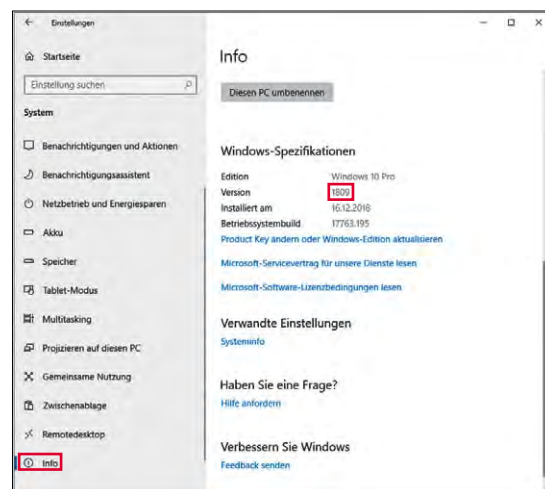 Einstellungen
Startseite
Einstellung suchen
System
Benachrichtigungen und Aktionen
Benachrichtigungsassistent
Netzbetrieb und Energiesparen
Akku
Speicher
Tablet-Modus
Multitasking
Projizieren auf diesen PC
Gemeinsame Nutzung
Zwischenablage
Remotedesktop
Info
Info
Diesen PC umbenennen
Windows-Spezifikationen
Edition Windows 10 Pro
Version 1809
Installiert am 16.12.2018
Betriebssystembuild 17763.195
Product Key ändern oder Windows-Edition aktualisieren
Microsoft-Servicevertrag für unsere Dienste lesen
Microsoft-Software-Lizenzbedingungen lesen
Verwandte Einstellungen
Systeminfo
Haben Sie eine Frage?
Hilfe anfordern
Verbessern Sie Windows
Feedback senden